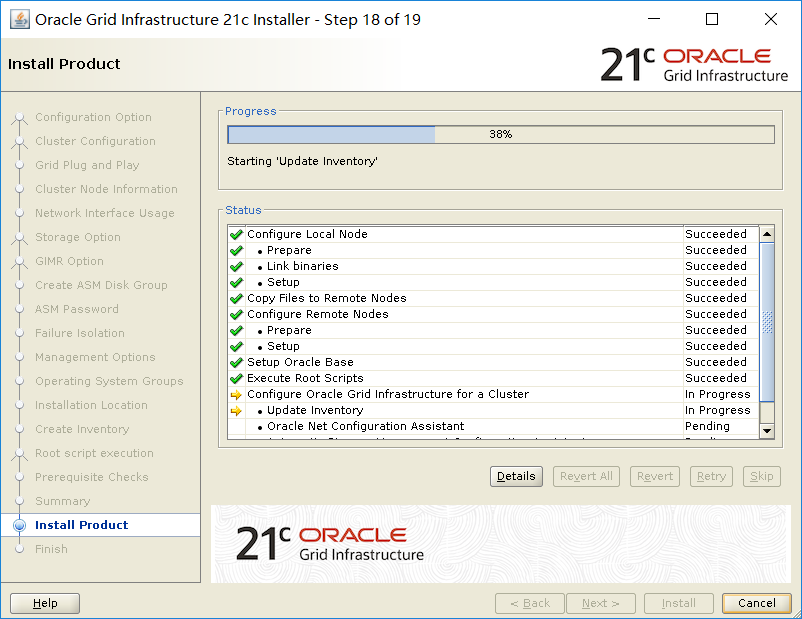 Oracle Grid Infrastructure 21c Installer - Step 18 of 19
Install Product
21c ORACLE
Grid Infrastructure
Configuration Option
Cluster Configuration
Grid Plug and Play
Cluster Node Information
Network Interface Usage
Storage Option
GIMR Option
Create ASM Disk Group
ASM Password
Failure Isolation
Management Options
Operating System Groups
Installation Location
Create Inventory
Root script execution
Prerequisite Checks
Summary
Install Product
Finish
Progress
38%
Starting 'Update Inventory'
Status
Configure Local Node Succeeded
• Prepare Succeeded
• Link binaries Succeeded
• Setup Succeeded
Copy Files to Remote Nodes Succeeded
Configure Remote Nodes Succeeded
• Prepare Succeeded
• Setup Succeeded
Setup Oracle Base Succeeded
Execute Root Scripts Succeeded
Configure Oracle Grid Infrastructure for a Cluster In Progress
• Update Inventory In Progress
• Oracle Net Configuration Assistant Pending
Details Revert All Revert Retry Skip
21c ORACLE
Grid Infrastructure
Help < Back Next > Install Cancel